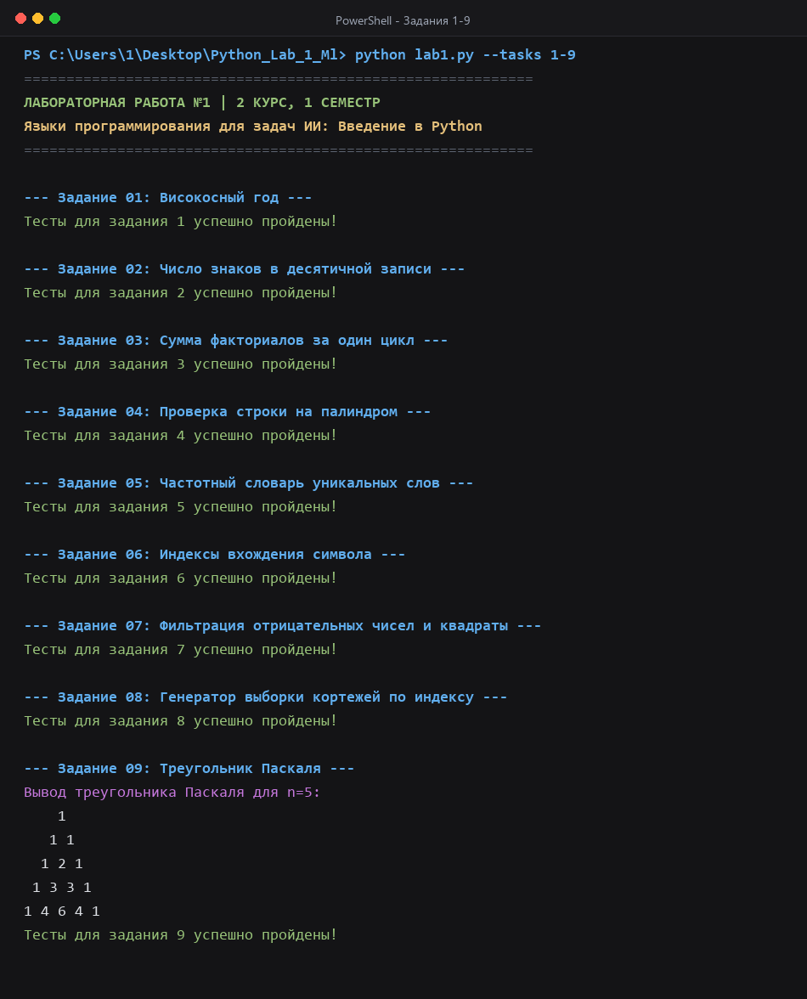 PowerShell - Задания 1-9
PS C:\Users\1\Desktop\Python_Lab_1_Ml> python lab1.py --tasks 1-9
============================================================
ЛАБОРАТОРНАЯ РАБОТА №1 | 2 КУРС, 1 СЕМЕСТР
Языки программирования для задач ИИ: Введение в Python
============================================================
--- Задание 01: Високосный год ---
Тесты для задания 1 успешно пройдены!
--- Задание 02: Число знаков в десятичной записи ---
Тесты для задания 2 успешно пройдены!
--- Задание 03: Сумма факториалов за один цикл ---
Тесты для задания 3 успешно пройдены!
--- Задание 04: Проверка строки на палиндром ---
Тесты для задания 4 успешно пройдены!
--- Задание 05: Частотный словарь уникальных слов ---
Тесты для задания 5 успешно пройдены!
--- Задание 06: Индексы вхождения символа ---
Тесты для задания 6 успешно пройдены!
--- Задание 07: Фильтрация отрицательных чисел и квадраты ---
Тесты для задания 7 успешно пройдены!
--- Задание 08: Генератор выборки кортежей по индексу ---
Тесты для задания 8 успешно пройдены!
--- Задание 09: Треугольник Паскаля ---
Вывод треугольника Паскаля для n=5:
    1
   1 1
  1 2 1
 1 3 3 1
1 4 6 4 1
Тесты для задания 9 успешно пройдены!